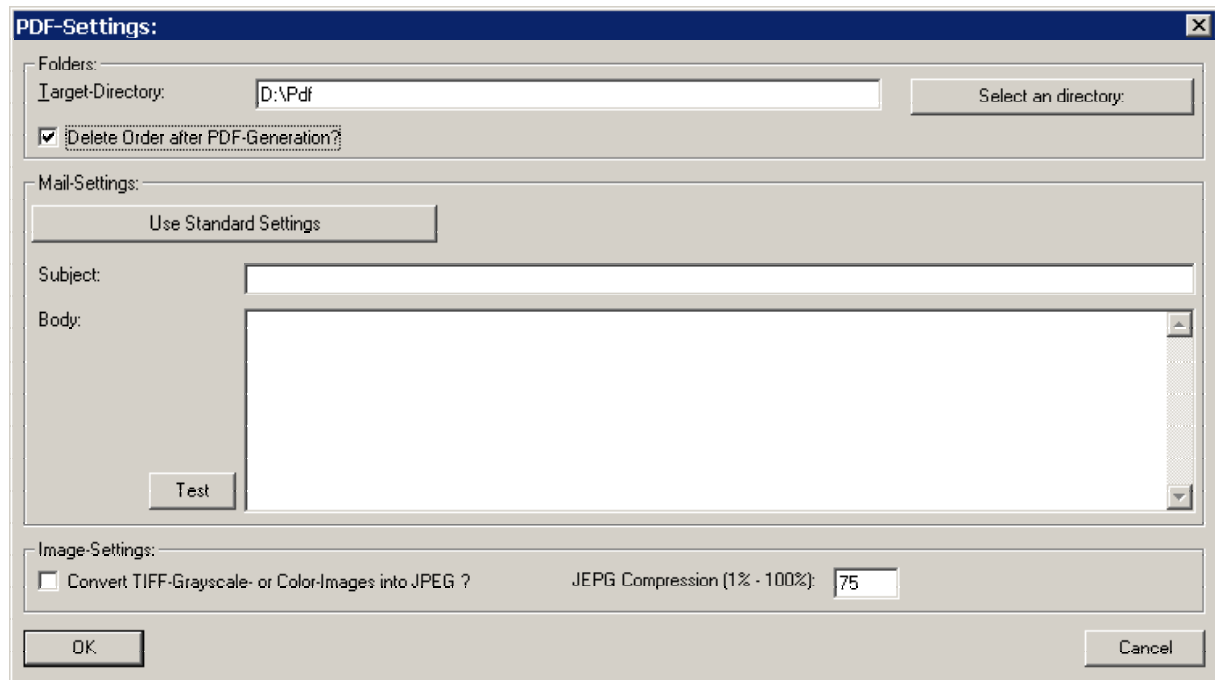 PDF-Settings:
Folders:
Target-Directory: D:\Pdf Select an directory:
Delete Order after PDF-Generation?
Mail-Settings:
Use Standard Settings
Subject:
Body:
Test
Image-Settings:
Convert TIFF-Grayscale- or Color-Images into JPEG ? JEPG Compression (1% - 100%): 75
OK Cancel